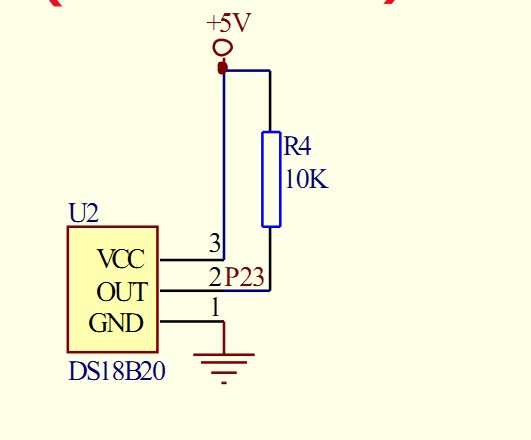 +5V
R4
10K
U2
VCC
3
OUT
2
P23
GND
1
DS18B20